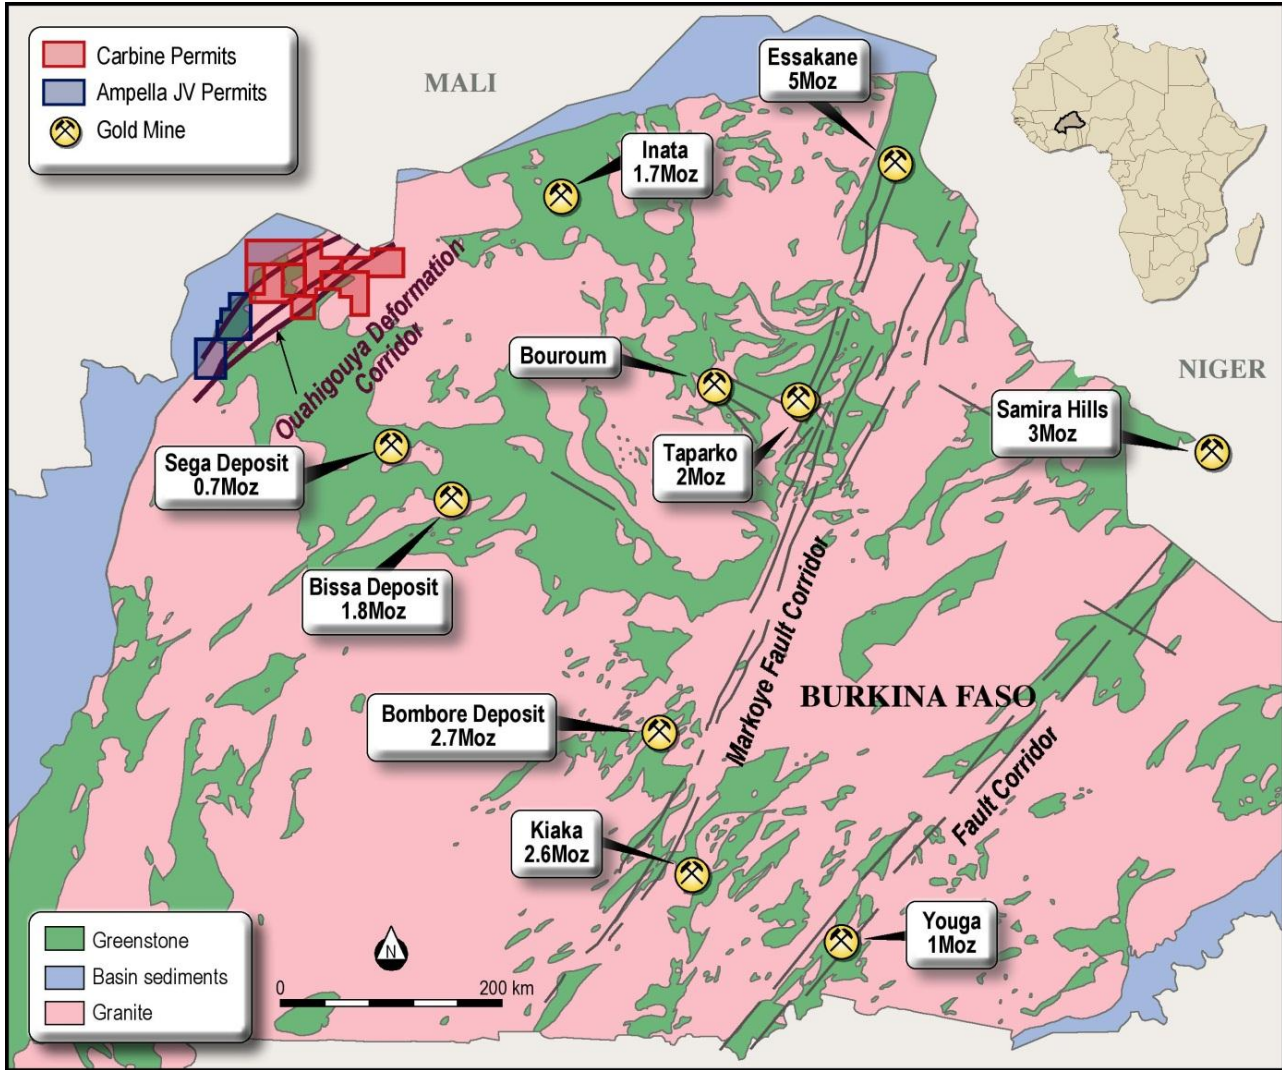 Carbine Permits
Ampella JV Permits
Gold Mine
MALI
Essakane
5Moz
Inata
1.7Moz
Ouahigouya Deformation
Corridor
Bouroum
NIGER
Samira Hills
3Moz
Taparko
2Moz
Sega Deposit
0.7Moz
Bissa Deposit
1.8Moz
Markoye Fault Corridor
BURKINA FASO
Bombore Deposit
2.7Moz
Fault Corridor
Kiaka
2.6Moz
Youga
1Moz
Greenstone
Basin sediments
Granite
N
0 200 km